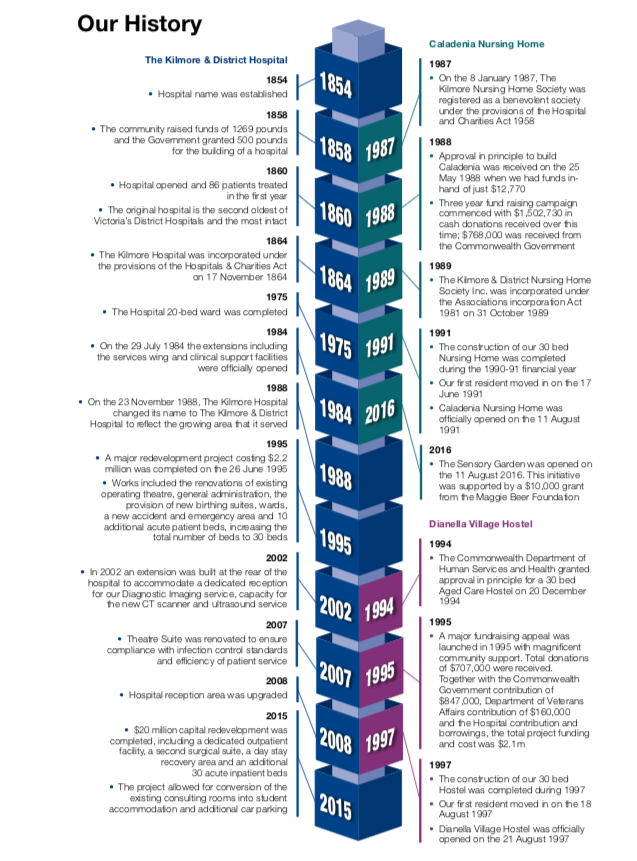 Our History
The Kilmore & District Hospital
1854
• Hospital name was established
1858
• The community raised funds of 1269 pounds
and the Government granted 500 pounds
for the building of a hospital
1860
• Hospital opened and 86 patients treated
in the first year
• The original hospital is the second oldest of
Victoria's District Hospitals and the most intact
1864
• The Kilmore Hospital was incorporated under
the provisions of the Hospitals & Charities Act
on 17 November 1864
1975
• The Hospital 20-bed ward was completed
1984
• On the 29 July 1984 the extensions including
the services wing and clinical support facilities
were officially opened
1988
• On the 23 November 1988, The Kilmore Hospital
changed its name to The Kilmore & District
Hospital to reflect the growing area that it served
1995
• A major redevelopment project costing $2.2
million was completed on the 26 June 1995
• Works included the renovations of existing
operating theatre, general administration, the
provision of new birthing suites, wards,
a new accident and emergency area and 10
additional acute patient beds, increasing the
total number of beds to 30 beds
2002
• In 2002 an extension was built at the rear of the
hospital to accommodate a dedicated reception
for our Diagnostic Imaging service, capacity for
the new CT scanner and ultrasound service
2007
• Theatre Suite was renovated to ensure
compliance with infection control standards
and efficiency of patient service
2008
• Hospital reception area was upgraded
2015
• $20 million capital redevelopment was
completed, including a dedicated outpatient
facility, a second surgical suite, a day stay
recovery area and an additional
30 acute inpatient beds
• The project allowed for conversion of the
existing consulting rooms into student
accommodation and additional car parking
1854
1858 1987
1860 1988
1864 1989
1975 1991
1984 2016
1988
1995
2002 1994
2007 1995
2008 1997
2015
Caladenia Nursing Home
1987
• On the 8 January 1987, The
Kilmore Nursing Home Society was
registered as a benevolent society
under the provisions of the Hospital
and Charities Act 1958
1988
• Approval in principle to build
Caladenia was received on the 25
May 1988 when we had funds in-
hand of just $12,770
• Three year fund raising campaign
commenced with $1,502,730 in
cash donations received over this
time; $768,000 was received from
the Commonwealth Government
1989
• The Kilmore & District Nursing Home
Society Inc. was incorporated under
the Associations incorporation Act
1981 on 31 October 1989
1991
• The construction of our 30 bed
Nursing Home was completed
during the 1990-91 financial year
• Our first resident moved in on the 17
June 1991
• Caladenia Nursing Home was
officially opened on the 11 August
1991
2016
• The Sensory Garden was opened on
the 11 August 2016. This initiative
was supported by a $10,000 grant
from the Maggie Beer Foundation
Dianella Village Hostel
1994
• The Commonwealth Department of
Human Services and Health granted
approval in principle for a 30 bed
Aged Care Hostel on 20 December
1994
1995
• A major fundraising appeal was
launched in 1995 with magnificent
community support. Total donations
of $707,000 were received.
Together with the Commonwealth
Government contribution of
$847,000, Department of Veterans
Affairs contribution of $160,000
and the Hospital contribution and
borrowings, the total project funding
and cost was $2.1m
1997
• The construction of our 30 bed
Hostel was completed during 1997
• Our first resident moved in on the 18
August 1997
• Dianella Village Hostel was officially
opened on the 21 August 1997